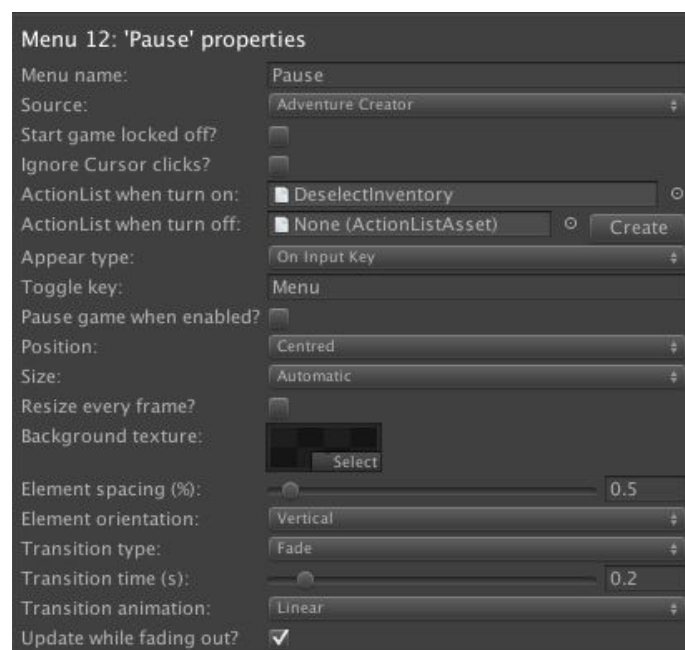 Menu 12: 'Pause' properties
Menu name: Pause
Source: Adventure Creator
Start game locked off?
Ignore Cursor clicks?
ActionList when turn on: DeselectInventory
ActionList when turn off: None (ActionListAsset) Create
Appear type: On Input Key
Toggle key: Menu
Pause game when enabled?
Position: Centred
Size: Automatic
Resize every frame?
Background texture:
Select
Element spacing (%): 0.5
Element orientation: Vertical
Transition type: Fade
Transition time (s): 0.2
Transition animation: Linear
Update while fading out?